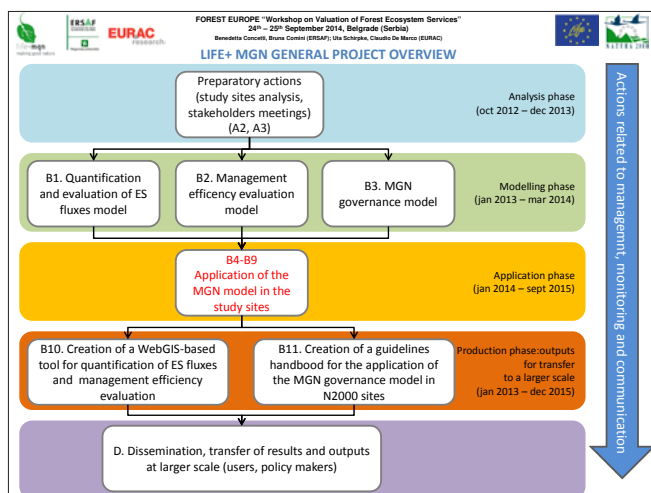 FOREST EUROPE "Workshop on Valuation of Forest Ecosystem Services"
24th – 25th September 2014, Belgrade (Serbia)
Benedetta Concetti, Bruna Comini (ERSAF); Uta Schirpke, Claudio De Marco (EURAC)
life+mgn
ERSAF
EURAC
research
NATURA 2000
LIFE+ MGN GENERAL PROJECT OVERVIEW
Preparatory actions
(study sites analysis,
stakeholders meetings)
(A2, A3)
Analysis phase
(oct 2012 – dec 2013)
B1. Quantification
and evaluation of ES
fluxes model
B2. Management
efficency evaluation
model
B3. MGN
governance model
Modelling phase
(jan 2013 – mar 2014)
B4-B9
Application of the
MGN model in the
study sites
Application phase
(jan 2014 – sept 2015)
B10. Creation of a WebGIS-based
tool for quantification of ES
fluxes and management efficiency
evaluation
B11. Creation of a guidelines
handbood for the application of
the MGN governance model in
N2000 sites
Production phase:outputs
for transfer
to a larger scale
(jan 2013 – dec 2015)
D. Dissemination, transfer of results and outputs
at larger scale (users, policy makers)
Actions related to managemnt, monitoring and communication